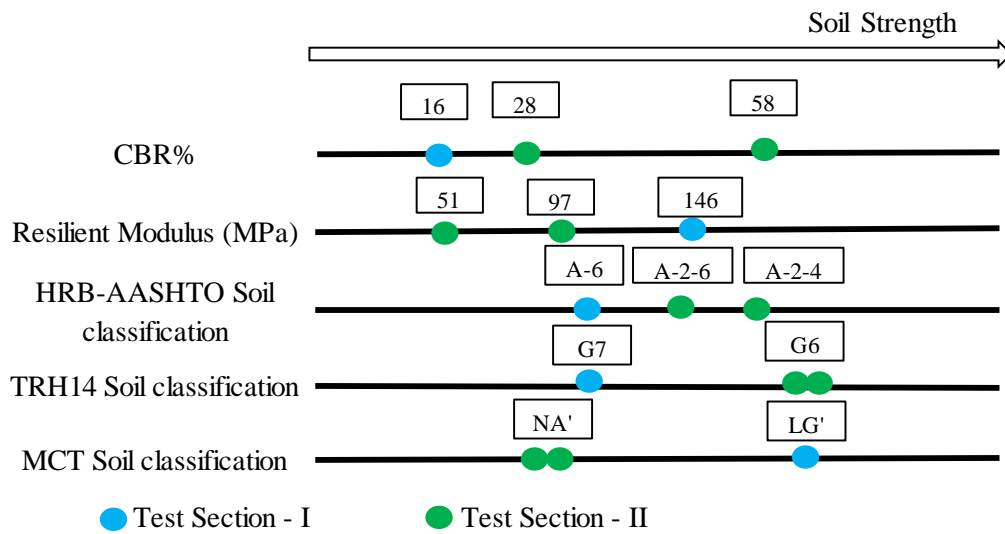 Soil Strength
16
28
58
CBR%
51
97
146
Resilient Modulus (MPa)
A-6
A-2-6
A-2-4
HRB-AASHTO Soil
classification
G7
G6
TRH14 Soil classification
NA'
LG'
MCT Soil classification
Test Section - I
Test Section - II